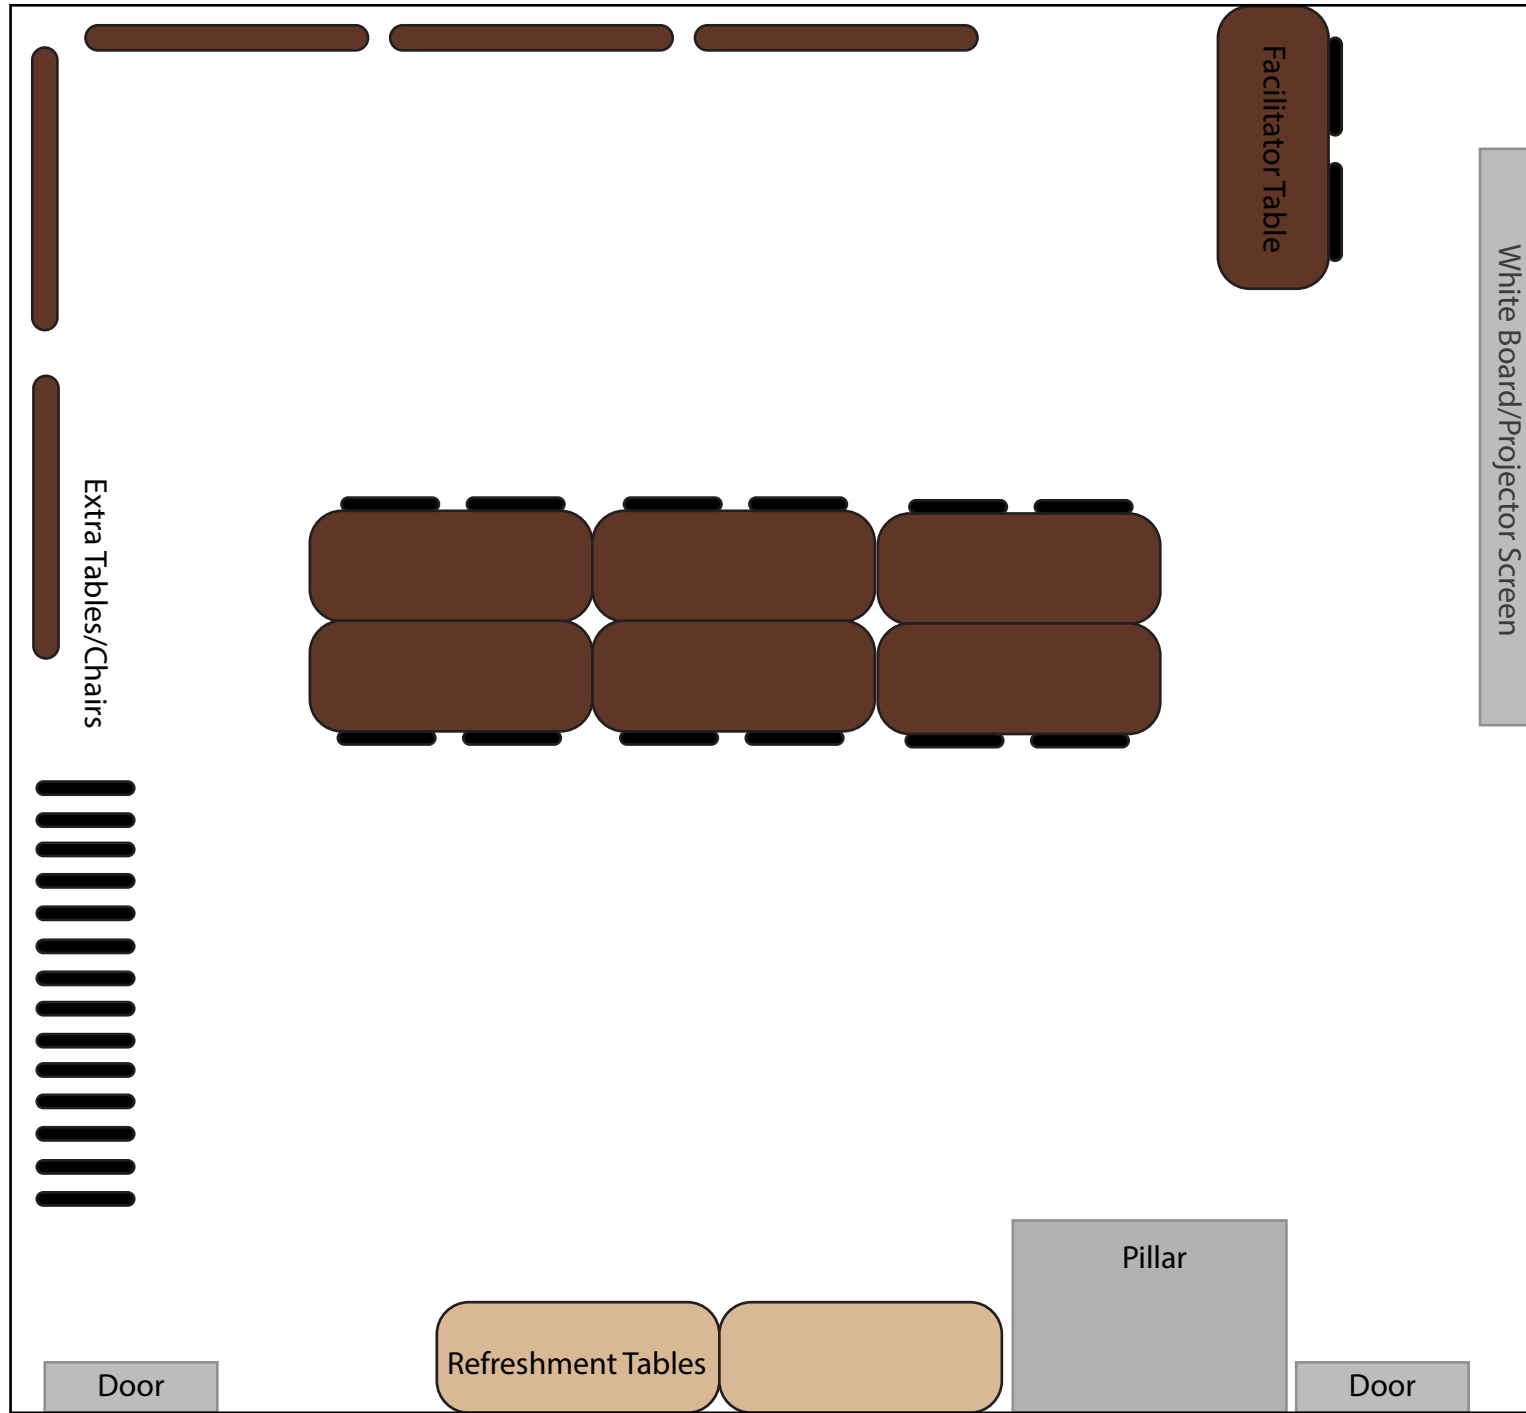 Facilitator Table
White Board/Projector Screen
Extra Tables/Chairs
Pillar
Refreshment Tables
Door
Door